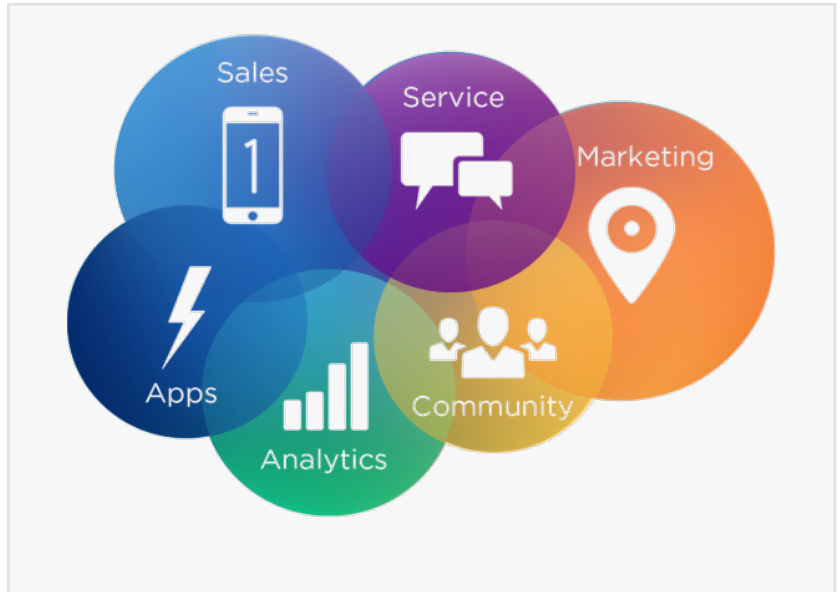 Sales
1
Service
Marketing
Apps
Analytics
Community